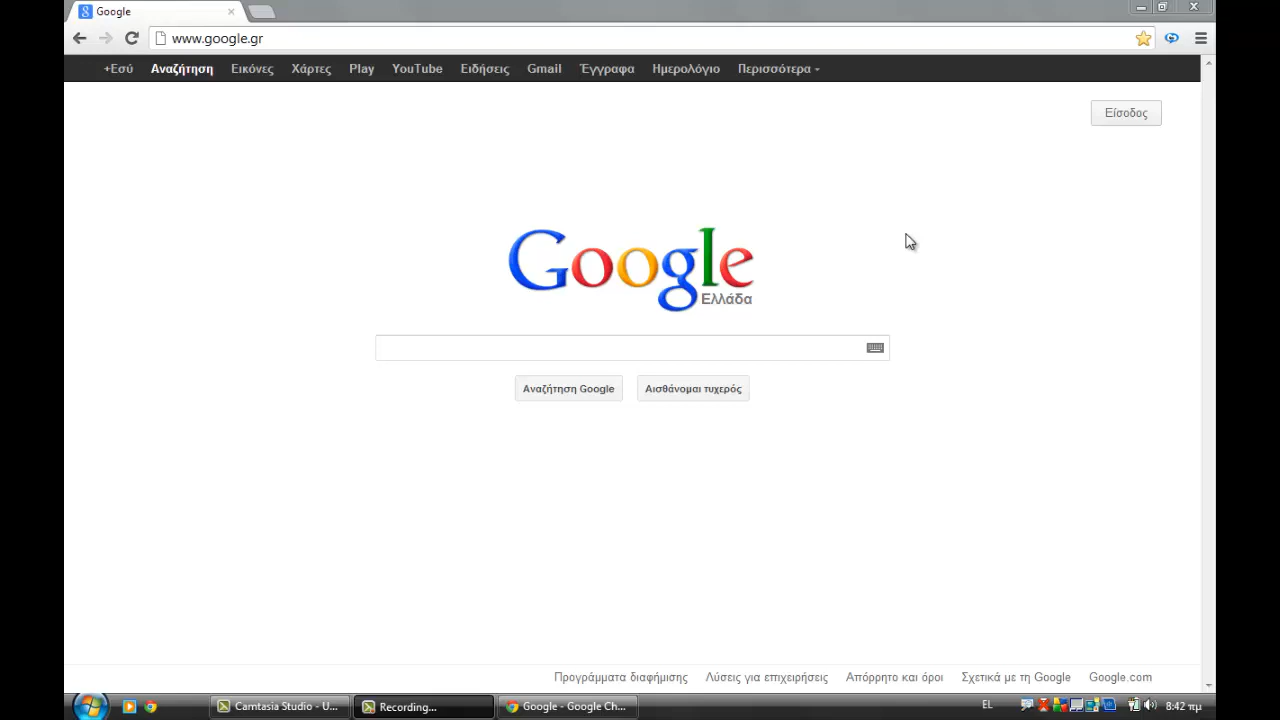 Google
www.google.gr
+Εσύ Αναζήτηση Εικόνες Χάρτες Play YouTube Ειδήσεις Gmail Έγγραφα Ημερολόγιο Περισσότερα
Είσοδος
Google
Ελλάδα
Αναζήτηση Google Αισθάνομαι τυχερός
Προγράμματα διαφήμισης Λύσεις για επιχειρήσεις Απόρρητο και όροι Σχετικά με τη Google Google.com
Camtasia Studio - U... Recording... Google - Google Ch... EL 8:42 πμ